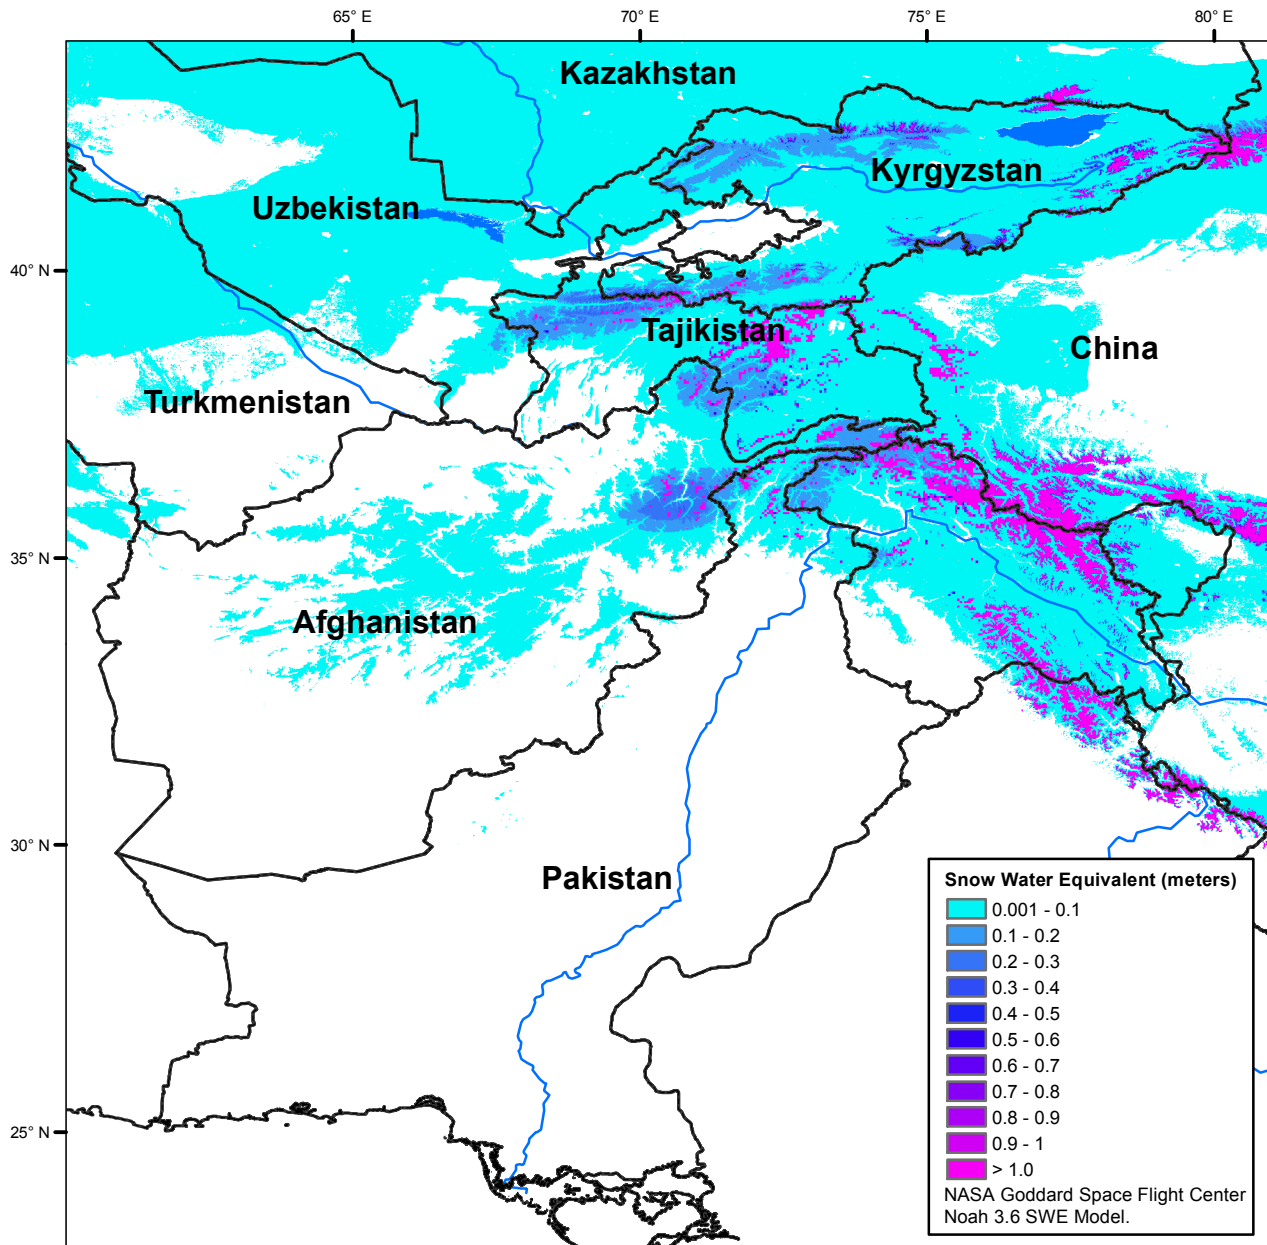 65° E
70° E
75° E
80° E
Kazakhstan
Kyrgyzstan
Uzbekistan
40° N
Tajikistan
China
Turkmenistan
35° N
Afghanistan
30° N
Pakistan
25° N
Snow Water Equivalent (meters)
0.001 - 0.1
0.1 - 0.2
0.2 - 0.3
0.3 - 0.4
0.4 - 0.5
0.5 - 0.6
0.6 - 0.7
0.7 - 0.8
0.8 - 0.9
0.9 - 1
> 1.0
NASA Goddard Space Flight Center
Noah 3.6 SWE Model.